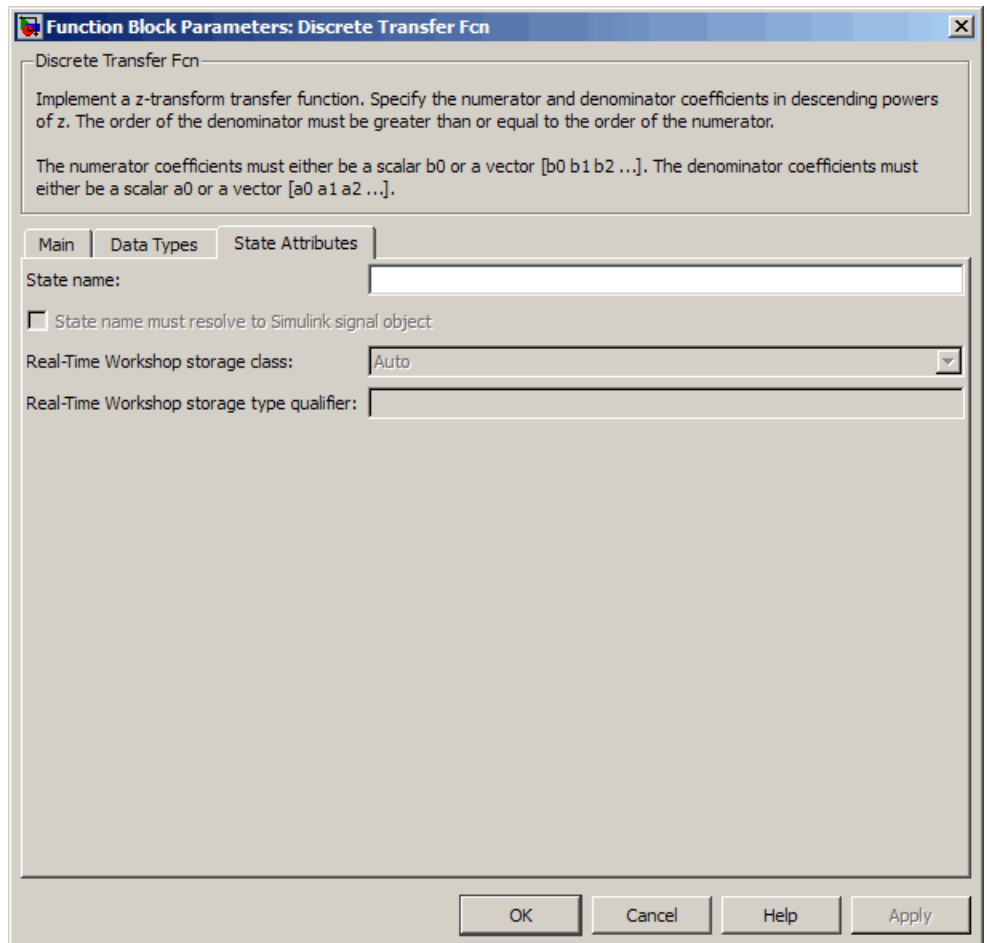 Function Block Parameters: Discrete Transfer Fcn
Discrete Transfer Fcn
Implement a z-transform transfer function. Specify the numerator and denominator coefficients in descending powers
of z. The order of the denominator must be greater than or equal to the order of the numerator.
The numerator coefficients must either be a scalar b0 or a vector [b0 b1 b2 ...]. The denominator coefficients must
either be a scalar a0 or a vector [a0 a1 a2 ...].
Main Data Types State Attributes
State name:
State name must resolve to Simulink signal object
Real-Time Workshop storage class: Auto
Real-Time Workshop storage type qualifier:
OK Cancel Help Apply